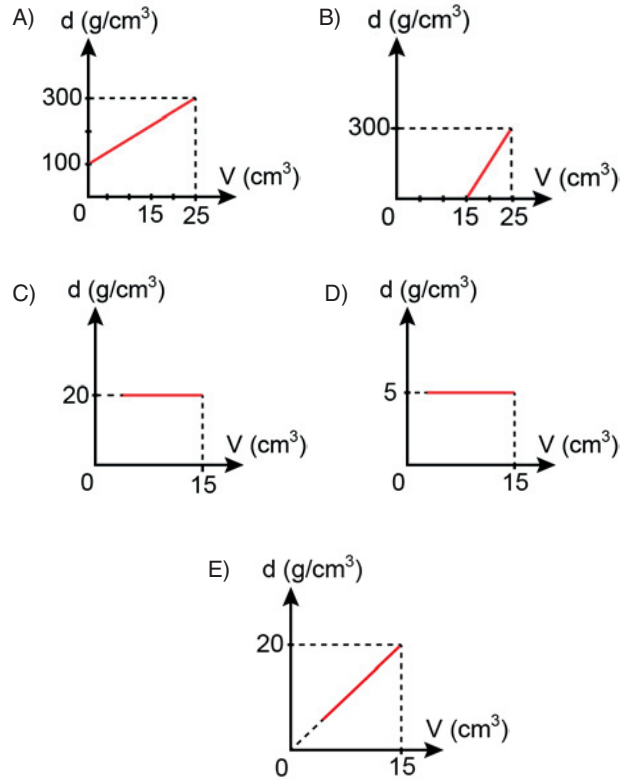 A) d (g/cm³)
300
100
V (cm³)
0 15 25
B) d (g/cm³)
300
V (cm³)
0 15 25
C) d (g/cm³)
20
V (cm³)
0 15
D) d (g/cm³)
5
V (cm³)
0 15
E) d (g/cm³)
20
V (cm³)
0 15